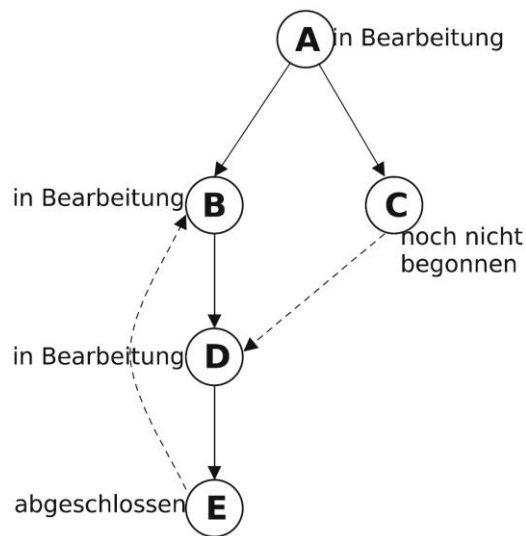 A in Bearbeitung
in Bearbeitung B
C
noch nicht
begonnen
in Bearbeitung D
abgeschlossen E